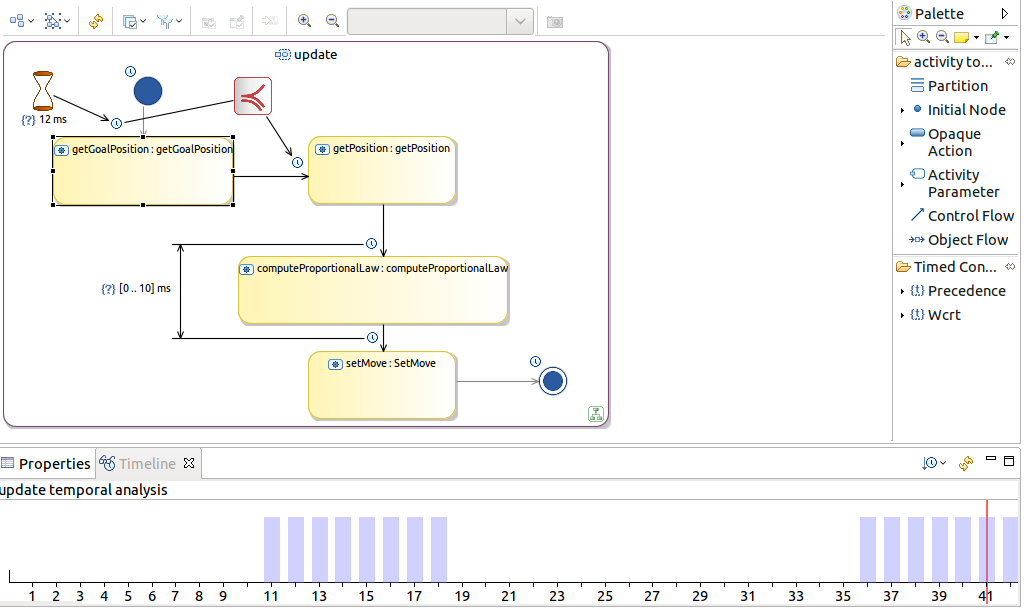 Palette
update
activity to...
Partition
Initial Node
Opaque
Action
Activity
Parameter
Control Flow
Object Flow
Timed Con...
{t} Precedence
{t} Wcrt
{?} 12 ms
getGoalPosition : getGoalPosition
getPosition : getPosition
computeProportionalLaw : computeProportionalLaw
{?} [0 .. 10] ms
setMove : SetMove
Properties
Timeline
update temporal analysis
1 2 3 4 5 6 7 8 9 11 13 15 17 19 21 23 25 27 29 31 33 35 37 39 41